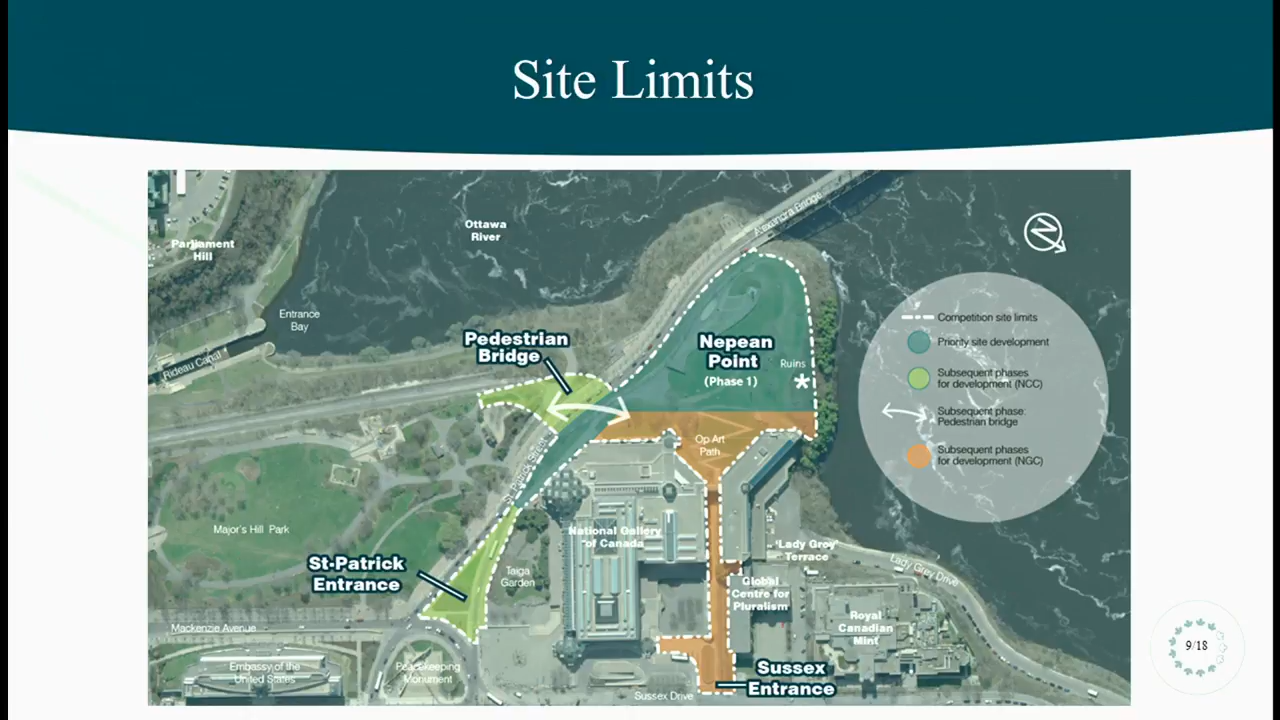 Site Limits
Ottawa
River
Alexandra Bridge
Parliament
Hill
N
Entrance
Bay
Rideau Canal
Competition site limits
Priority site development
Subsequent phases
for development (NCC)
Subsequent phase:
Pedestrian bridge
Subsequent phases
for development (NGC)
Pedestrian
Bridge
Nepean
Point
(Phase 1)
Ruins
Op Art
Path
St-Patrick Street
Major's Hill Park
National Gallery
of Canada
'Lady Grey'
Terrace
Lady Grey Drive
St-Patrick
Entrance
Taiga
Garden
Global
Centre for
Pluralism
Royal
Canadian
Mint
Mackenzie Avenue
Embassy of the
United States
Peacekeeping
Monument
Sussex
Entrance
Sussex Drive
9/18